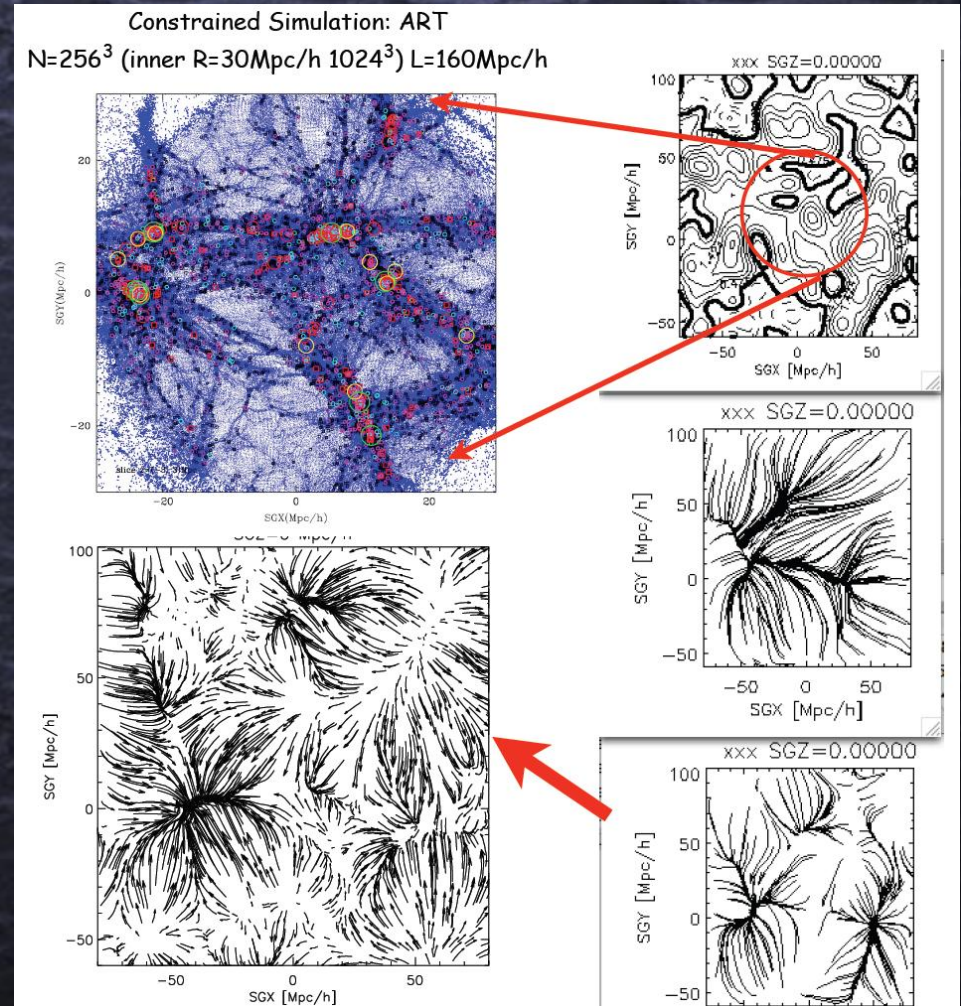 Constrained Simulation: ART
N=256³ (inner R=30Mpc/h 1024³) L=160Mpc/h
20
0
−20
SGY(Mpc/h)
−20
0
20
SGX(Mpc/h)
xxx SGZ=0.00000
100
50
0
−50
SGY [Mpc/h]
−50
0
50
SGX [Mpc/h]
xxx SGZ=0.00000
100
50
0
−50
SGY [Mpc/h]
−50
0
50
SGX [Mpc/h]
100
50
0
−50
SGY [Mpc/h]
−50
0
50
SGX [Mpc/h]
xxx SGZ=0.00000
100
50
0
−50
SGY [Mpc/h]